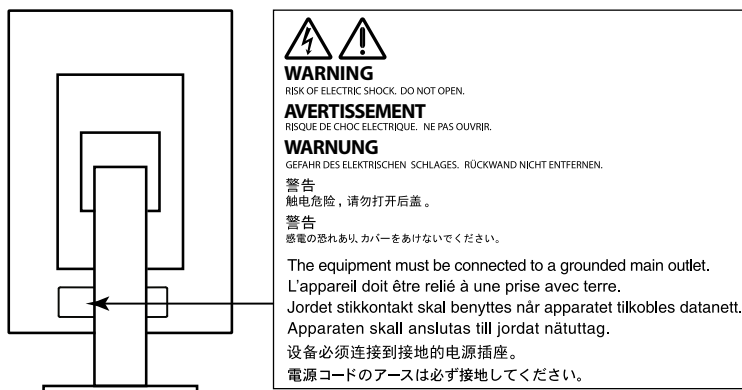 WARNING
RISK OF ELECTRIC SHOCK. DO NOT OPEN.
AVERTISSEMENT
RISQUE DE CHOC ELECTRIQUE. NE PAS OUVRIR.
WARNUNG
GEFAHR DES ELEKTRISCHEN SCHLAGES. RÜCKWAND NICHT ENTFERNEN.
警告
触电危险，请勿打开后盖。
警告
感電の恐れあり、カバーをあけないでください。
The equipment must be connected to a grounded main outlet.
L'appareil doit être relié à une prise avec terre.
Jordet stikkontakt skal benyttes når apparatet tilkobles datanett.
Apparaten skall anslutas till jordat nätuttag.
设备必须连接到接地的电源插座。
電源コードのアースは必ず接地してください。